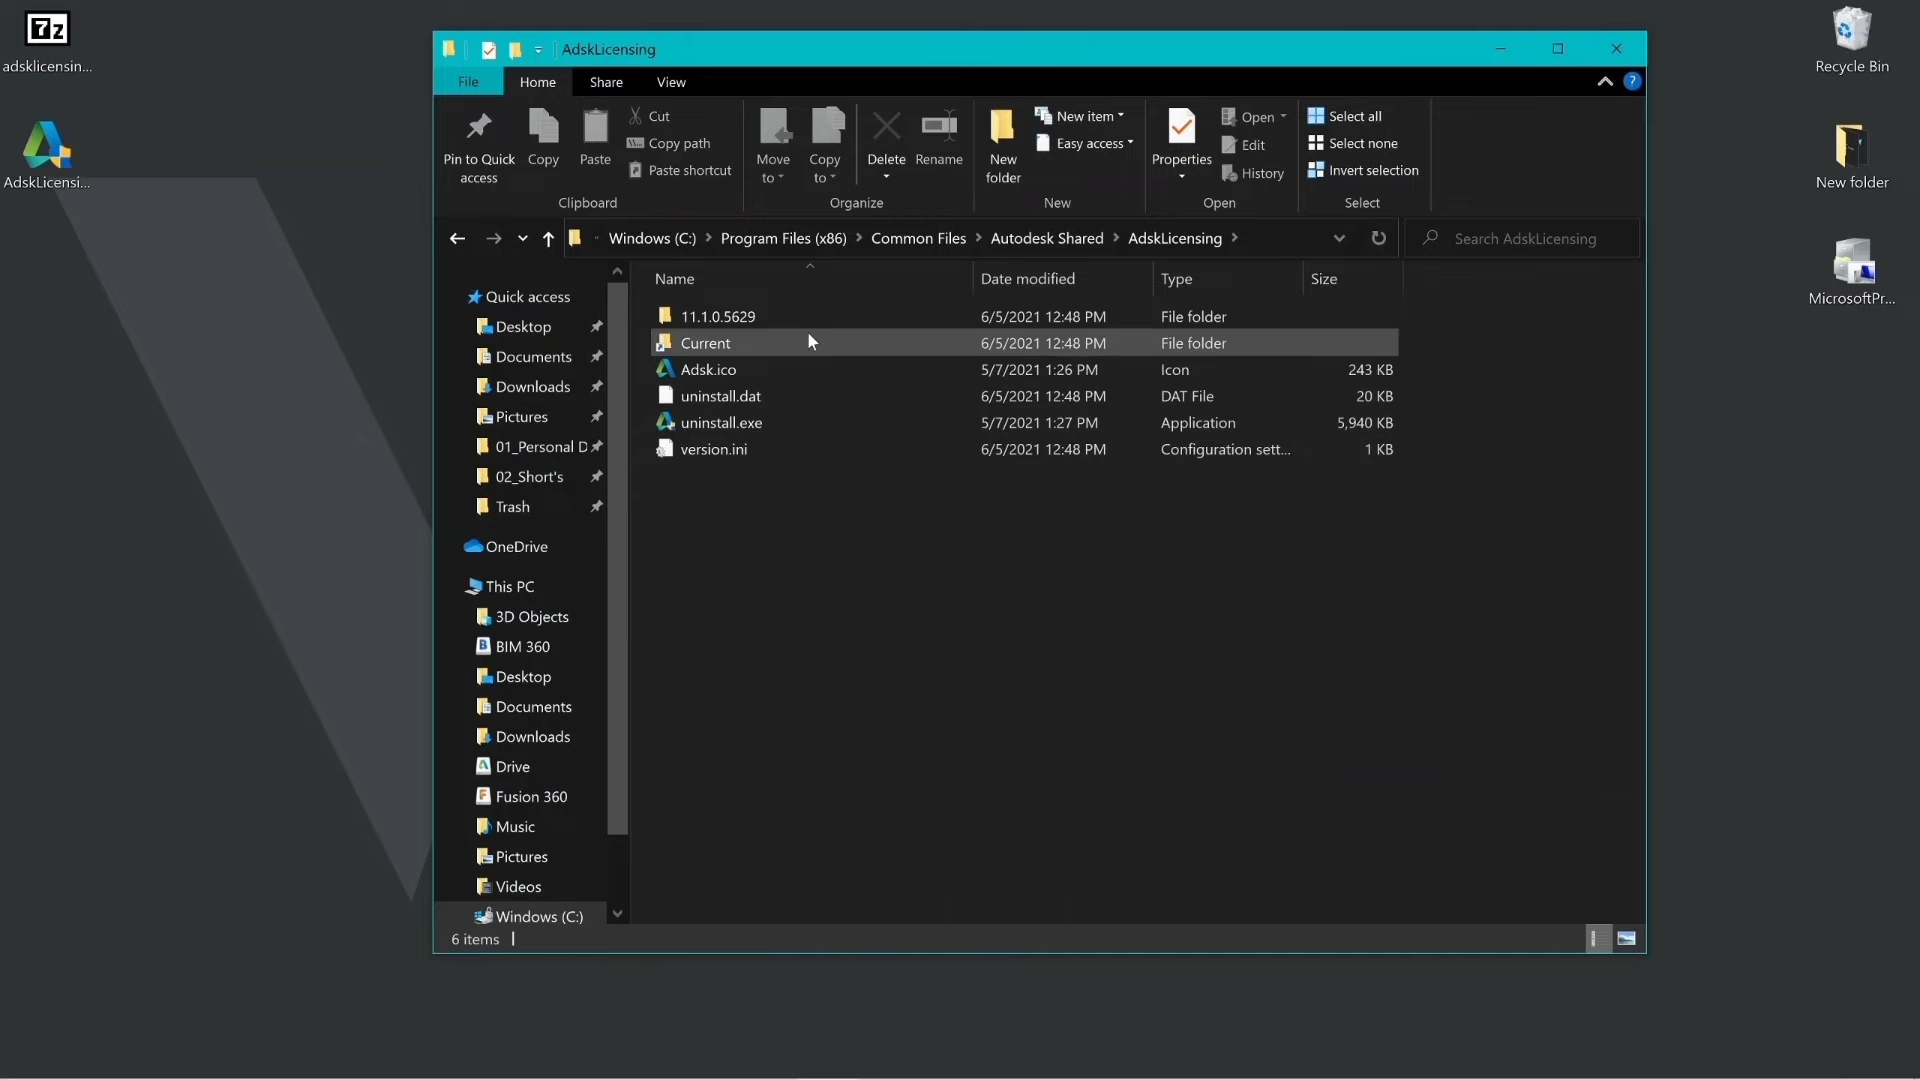 7z
adsklicensin...
AdskLicensi...
Recycle Bin
New folder
MicrosoftPr...
AdskLicensing
File
Home
Share
View
?
Pin to Quick access
Copy
Paste
Cut
Copy path
Paste shortcut
Clipboard
Move to
Copy to
Delete
Rename
Organize
New folder
New item
Easy access
New
Properties
Open
Edit
History
Open
Select all
Select none
Invert selection
Select
Windows (C:) > Program Files (x86) > Common Files > Autodesk Shared > AdskLicensing >
Search AdskLicensing
Quick access
Desktop
Documents
Downloads
Pictures
01_Personal D
02_Short's
Trash
OneDrive
This PC
3D Objects
BIM 360
Desktop
Documents
Downloads
Drive
Fusion 360
Music
Pictures
Videos
Windows (C:)
Name Date modified Type Size
11.1.0.5629 6/5/2021 12:48 PM File folder
Current 6/5/2021 12:48 PM File folder
Adsk.ico 5/7/2021 1:26 PM Icon 243 KB
uninstall.dat 6/5/2021 12:48 PM DAT File 20 KB
uninstall.exe 5/7/2021 1:27 PM Application 5,940 KB
version.ini 6/5/2021 12:48 PM Configuration sett... 1 KB
6 items